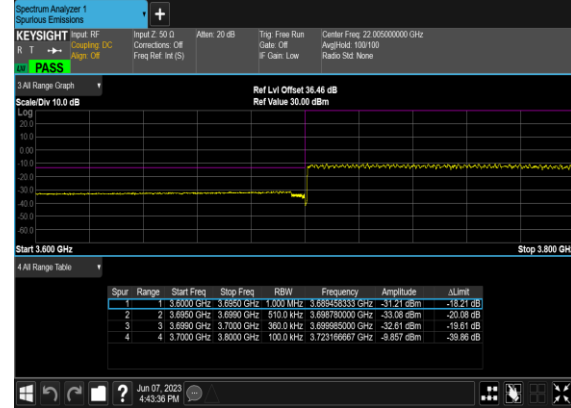 Spectrum Analyzer 1
Spurious Emissions
+
KEYSIGHT Input: RF Input Z: 50 Ω Atten: 20 dB Trig: Free Run Center Freq: 22.005000000 GHz
R T Coupling: DC Corrections: Off Gate: Off Avg|Hold: 100/100
Align: Off Freq Ref: Int (S) IF Gain: Low Radio Std: None
LXI PASS
3 All Range Graph
Ref Lvl Offset 36.46 dB
Scale/Div 10.0 dB Ref Value 30.00 dBm
Log
20.0
10.0
0.00
-10.0
-20.0
-30.0
-40.0
-50.0
-60.0
Start 3.600 GHz Stop 3.800 GH
4 All Range Table
Spur Range Start Freq Stop Freq RBW Frequency Amplitude ΔLimit
1 1 3.6000 GHz 3.6950 GHz 1.000 MHz 3.689458333 GHz -31.21 dBm -18.21 dB
2 2 3.6950 GHz 3.6990 GHz 510.0 kHz 3.698780000 GHz -33.08 dBm -20.08 dB
3 3 3.6990 GHz 3.7000 GHz 360.0 kHz 3.699985000 GHz -32.61 dBm -19.61 dB
4 4 3.7000 GHz 3.8000 GHz 100.0 kHz 3.723166667 GHz -9.857 dBm -39.86 dB
? Jun 07, 2023
4:43:36 PM